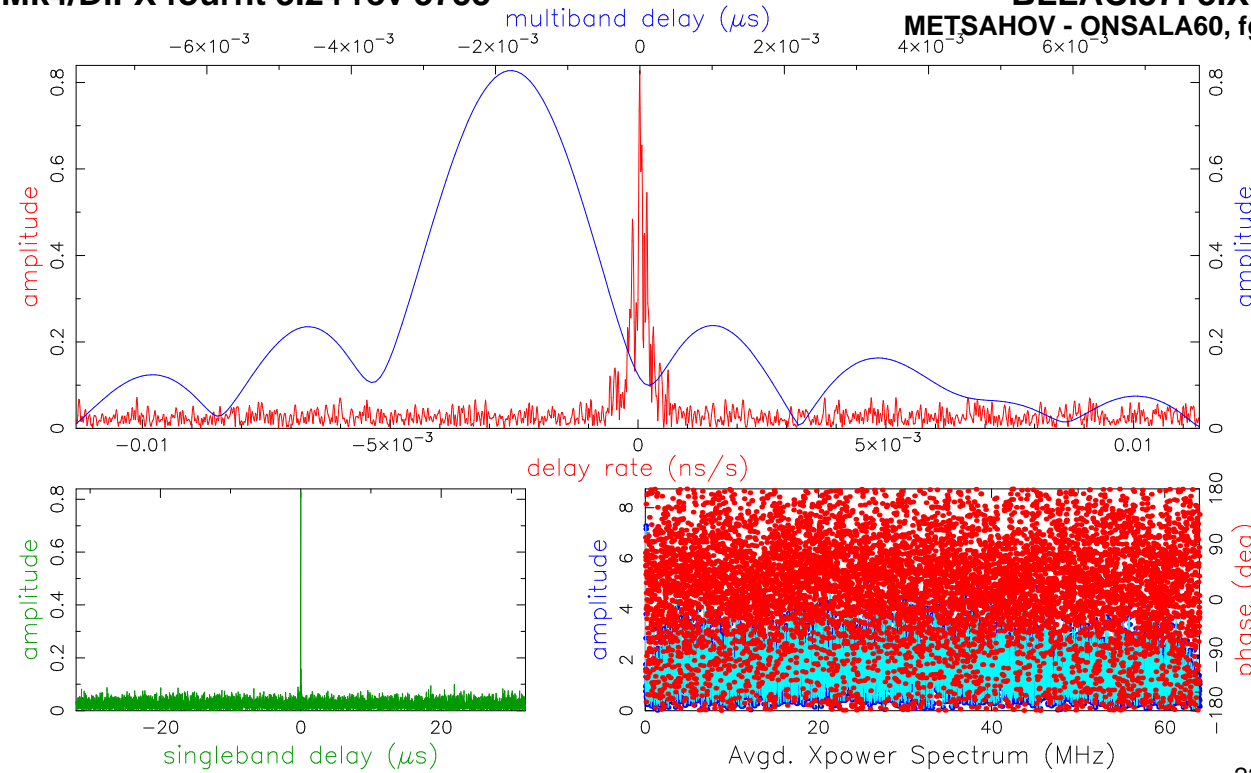 multiband delay (μs)
METSAHOV - ONSALA60, fg
−6×10⁻³ −4×10⁻³ −2×10⁻³ 0 2×10⁻³ 4×10⁻³ 6×10⁻³
amplitude
0 0.2 0.4 0.6 0.8
0 0.2 0.4 0.6 0.8
amplitude
−0.01 −5×10⁻³ 0 5×10⁻³ 0.01
delay rate (ns/s)
amplitude
0 0.2 0.4 0.6 0.8
−20 0 20
singleband delay (μs)
amplitude
0 2 4 6 8
−180 −90 0 90 180
phase (deg)
0 20 40 60
Avgd. Xpower Spectrum (MHz)